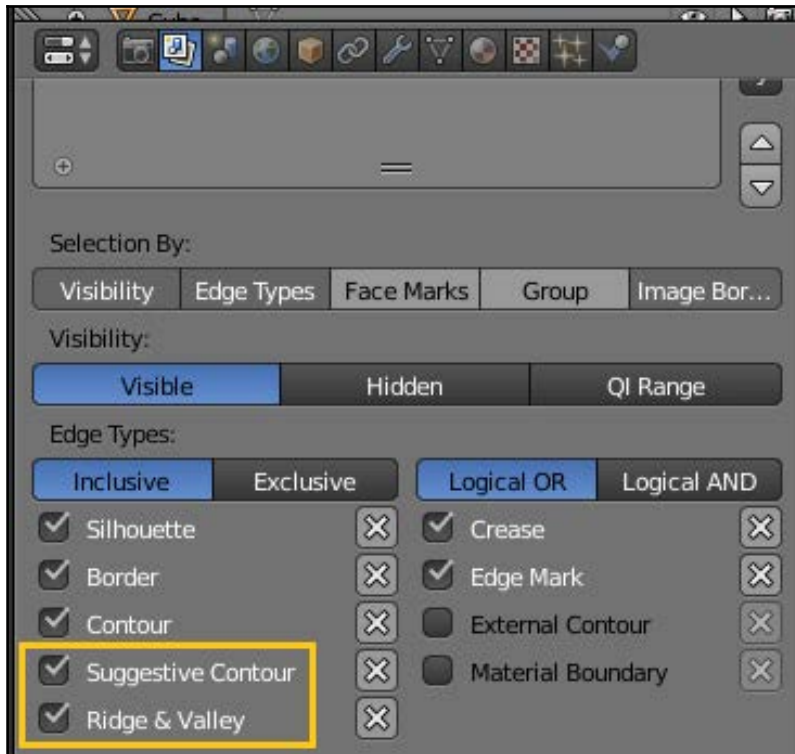 Cube
Selection By:
Visibility Edge Types Face Marks Group Image Bor...
Visibility:
Visible Hidden QI Range
Edge Types:
Inclusive Exclusive Logical OR Logical AND
Silhouette Crease
Border Edge Mark
Contour External Contour
Suggestive Contour Material Boundary
Ridge & Valley